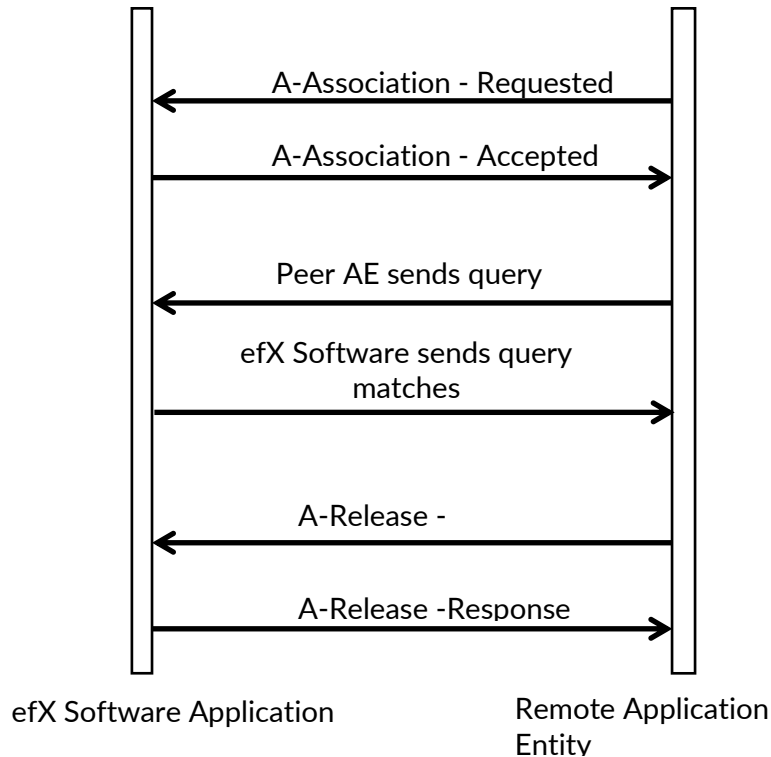 A-Association - Requested
A-Association - Accepted
Peer AE sends query
efX Software sends query
matches
A-Release -
A-Release -Response
efX Software Application
Remote Application
Entity